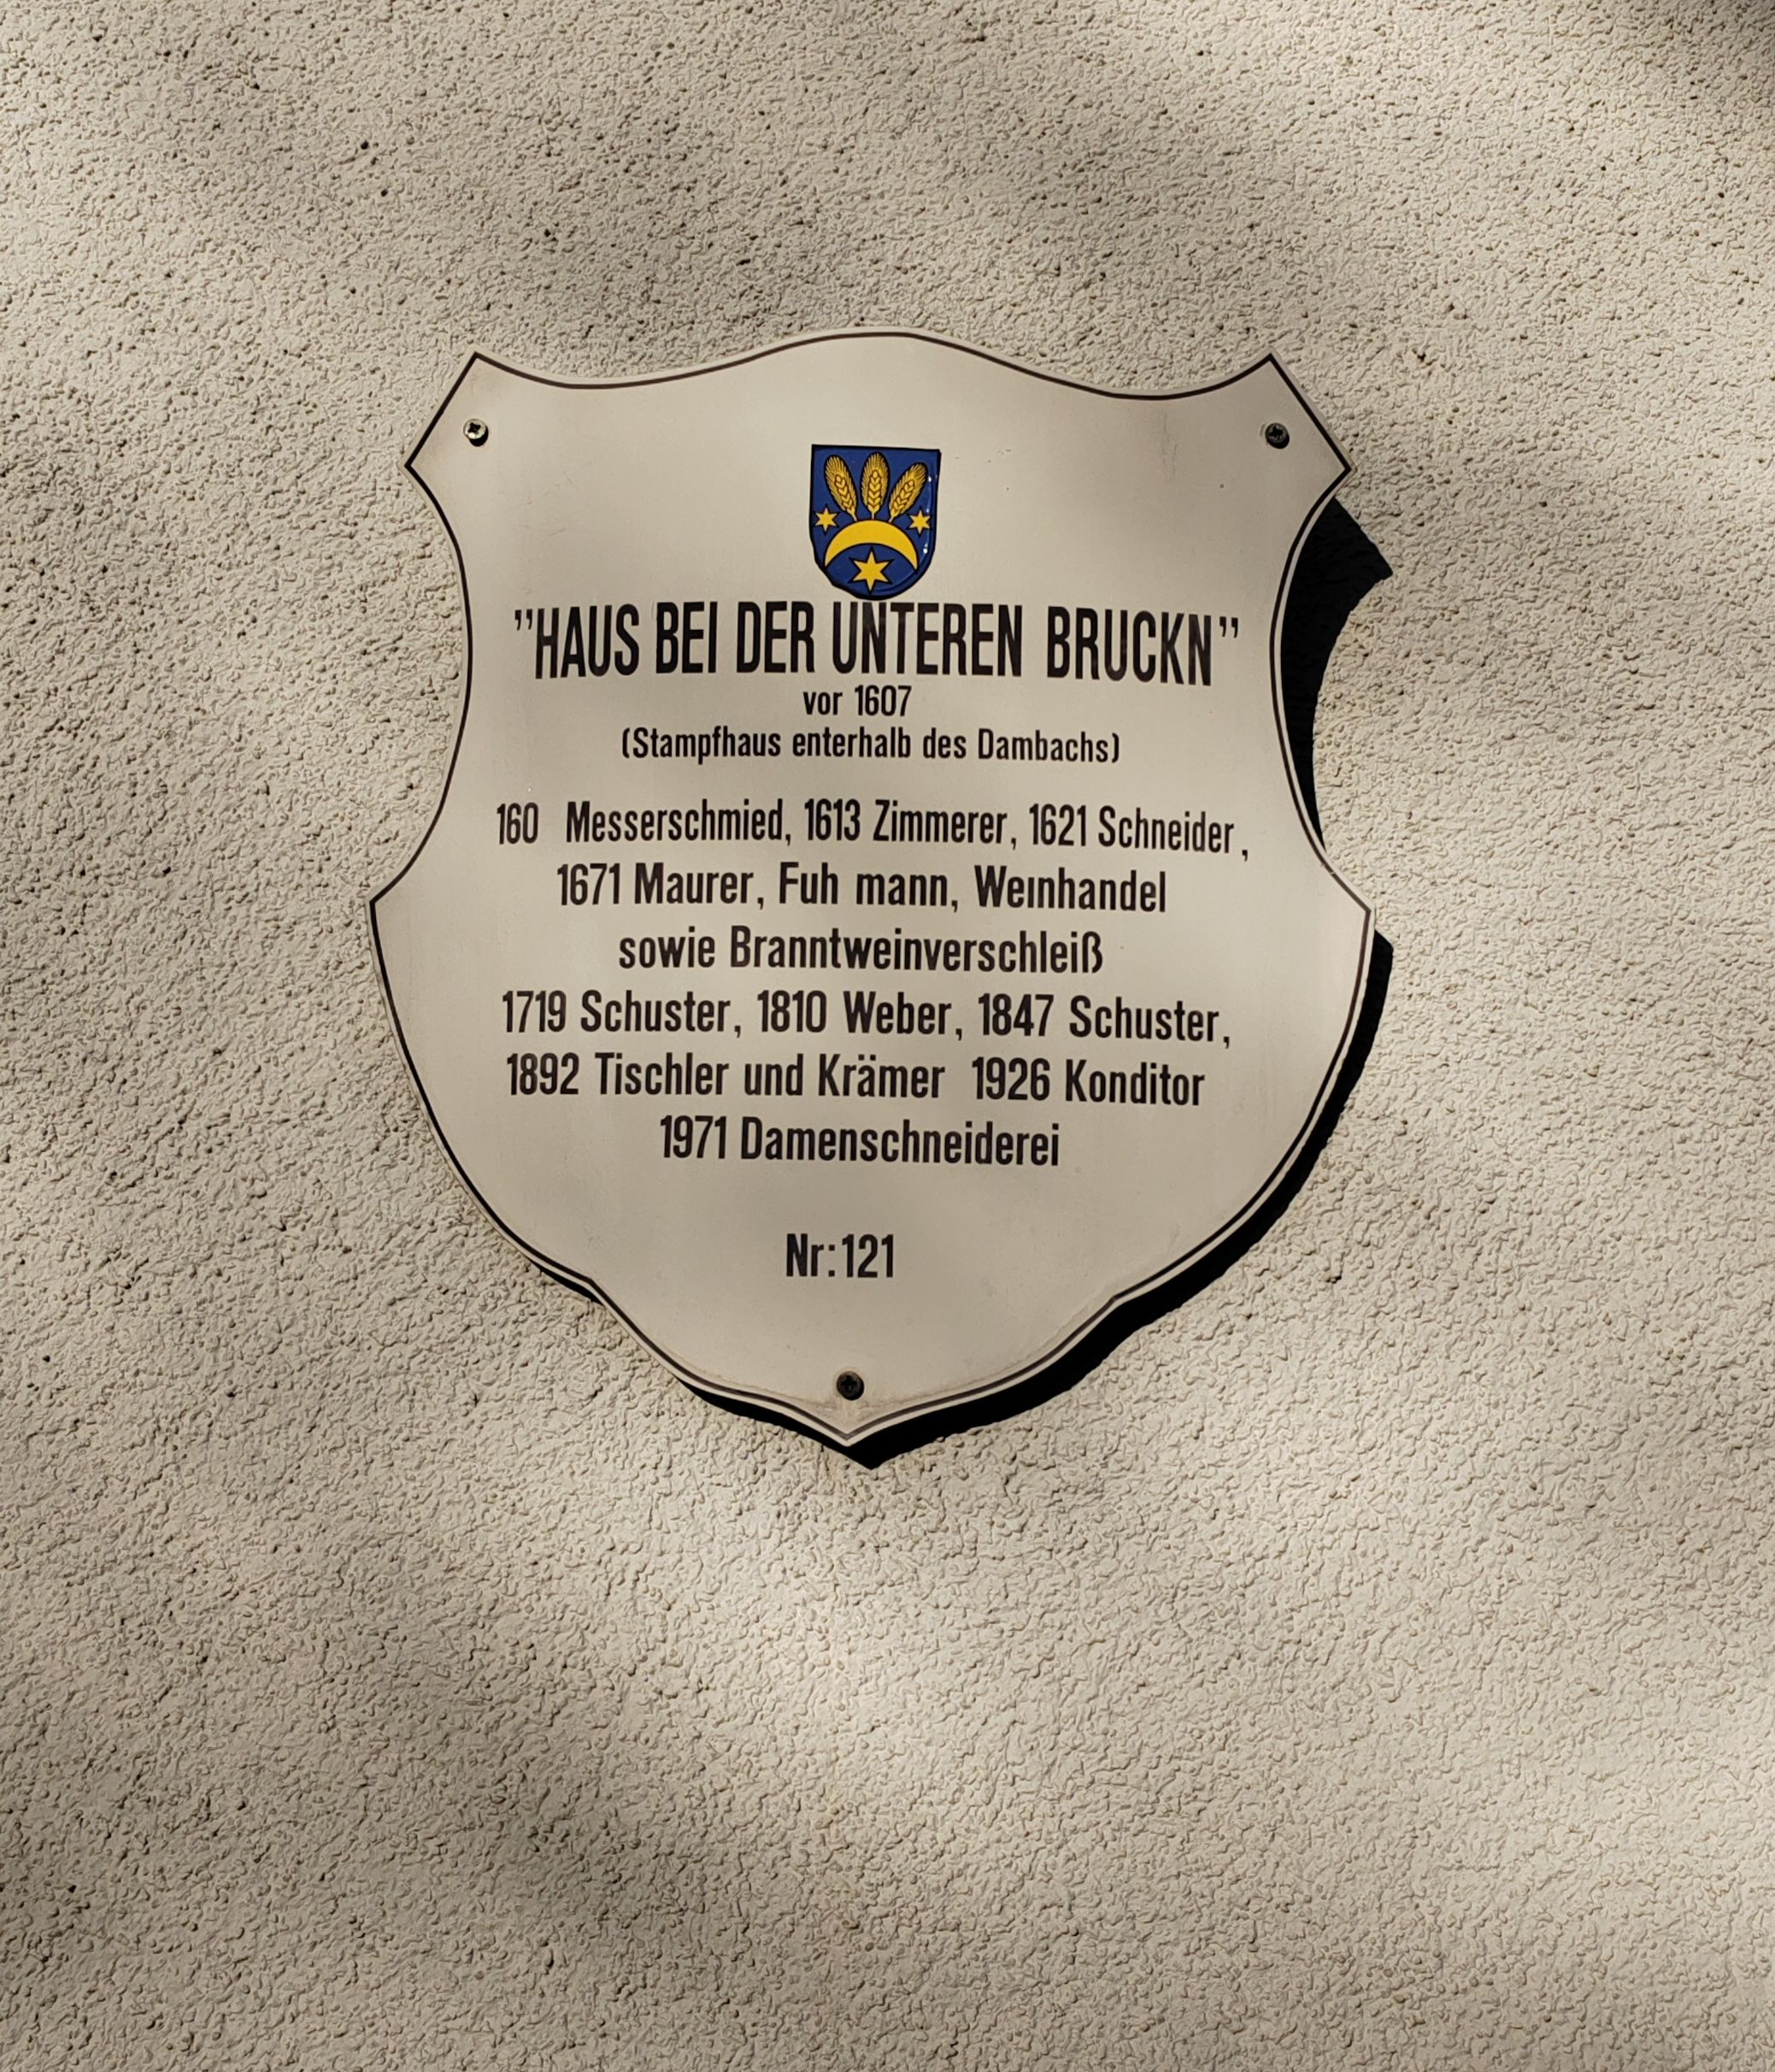 "HAUS BEI DER UNTEREN BRUCKN"
vor 1607
(Stampfhaus enterhalb des Dambachs)
160 Messerschmied, 1613 Zimmerer, 1621 Schneider,
1671 Maurer, Fuh mann, Weınhandel
sowie Branntweinverschleiß
1719 Schuster, 1810 Weber, 1847 Schuster,
1892 Tischler und Krämer 1926 Konditor
1971 Damenschneiderei
Nr:121